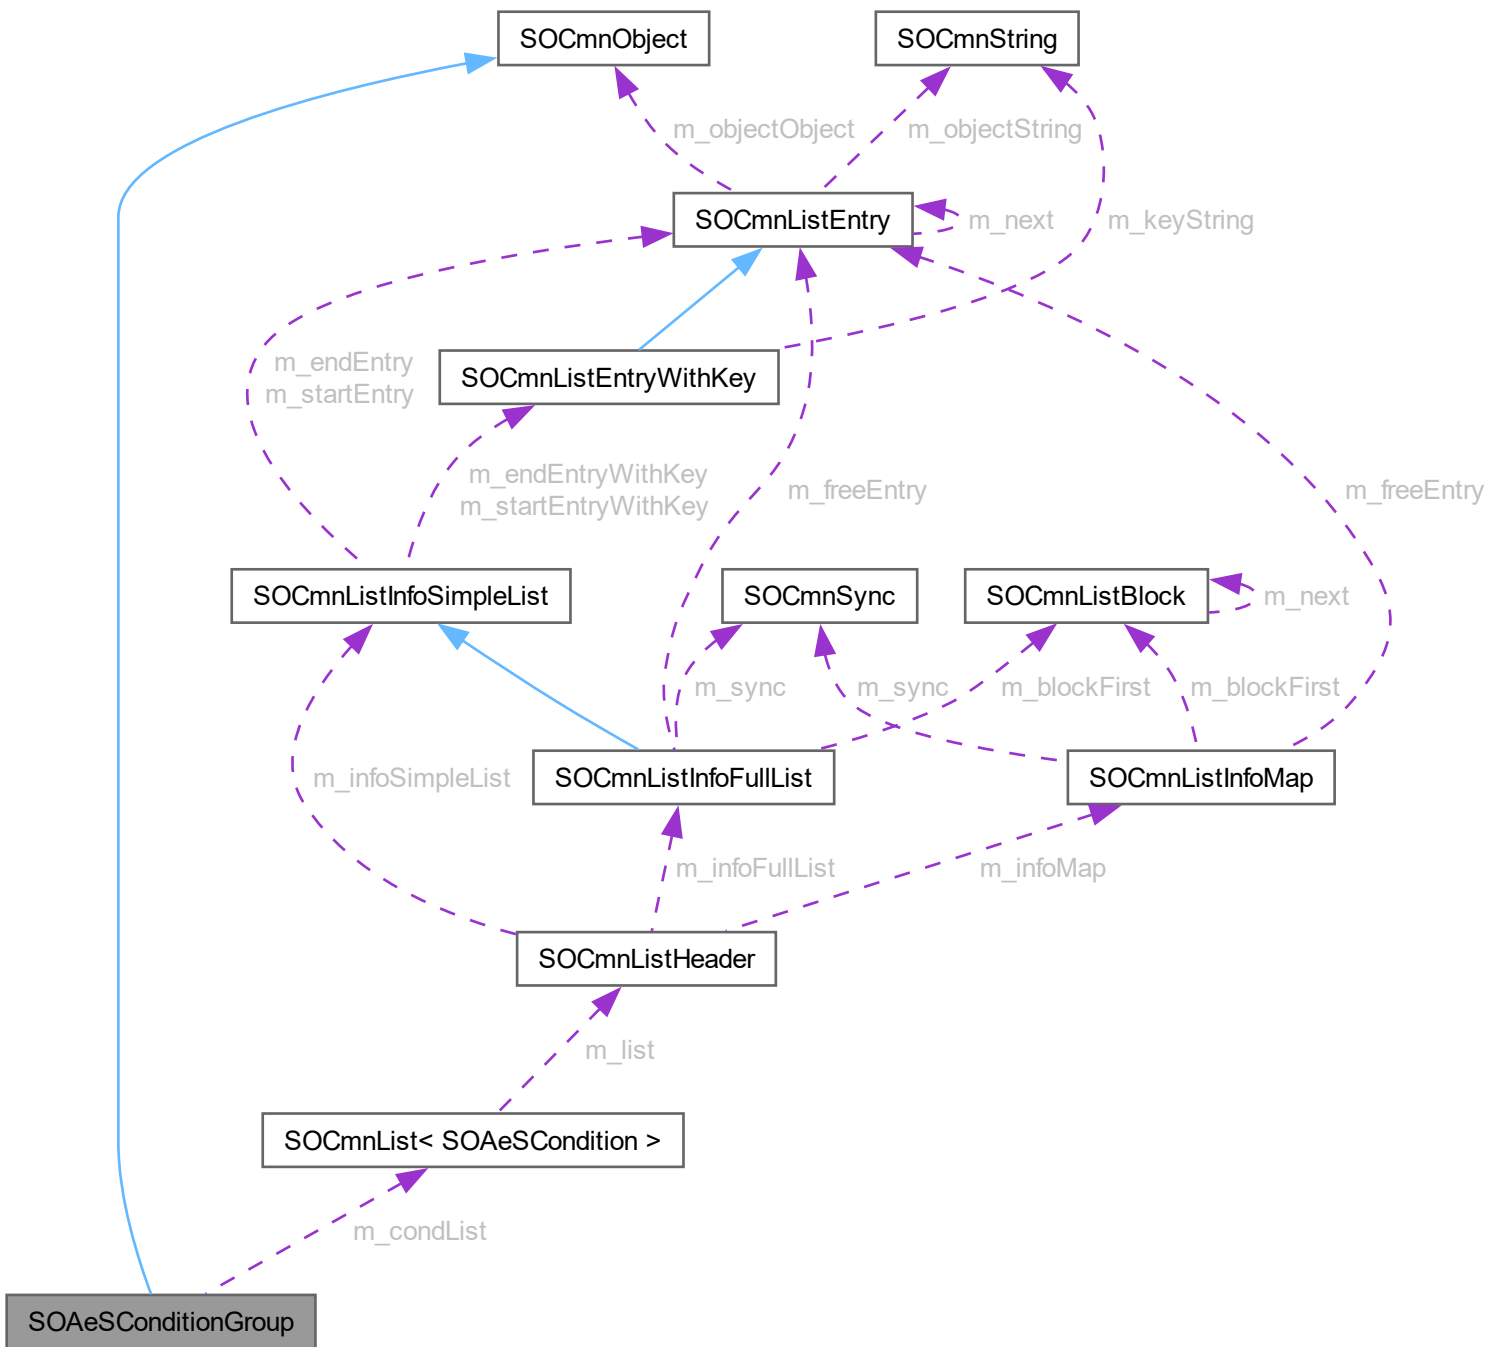 SOCmnObject
SOCmnString
m_objectObject
m_objectString
SOCmnListEntry
m_next
m_keyString
m_endEntry
m_startEntry
SOCmnListEntryWithKey
m_endEntryWithKey
m_startEntryWithKey
m_freeEntry
m_freeEntry
SOCmnListInfoSimpleList
SOCmnSync
SOCmnListBlock
m_next
m_sync
m_sync
m_blockFirst
m_blockFirst
m_infoSimpleList
SOCmnListInfoFullList
SOCmnListInfoMap
m_infoFullList
m_infoMap
SOCmnListHeader
m_list
SOCmnList< SOAeSCondition >
m_condList
SOAeSConditionGroup